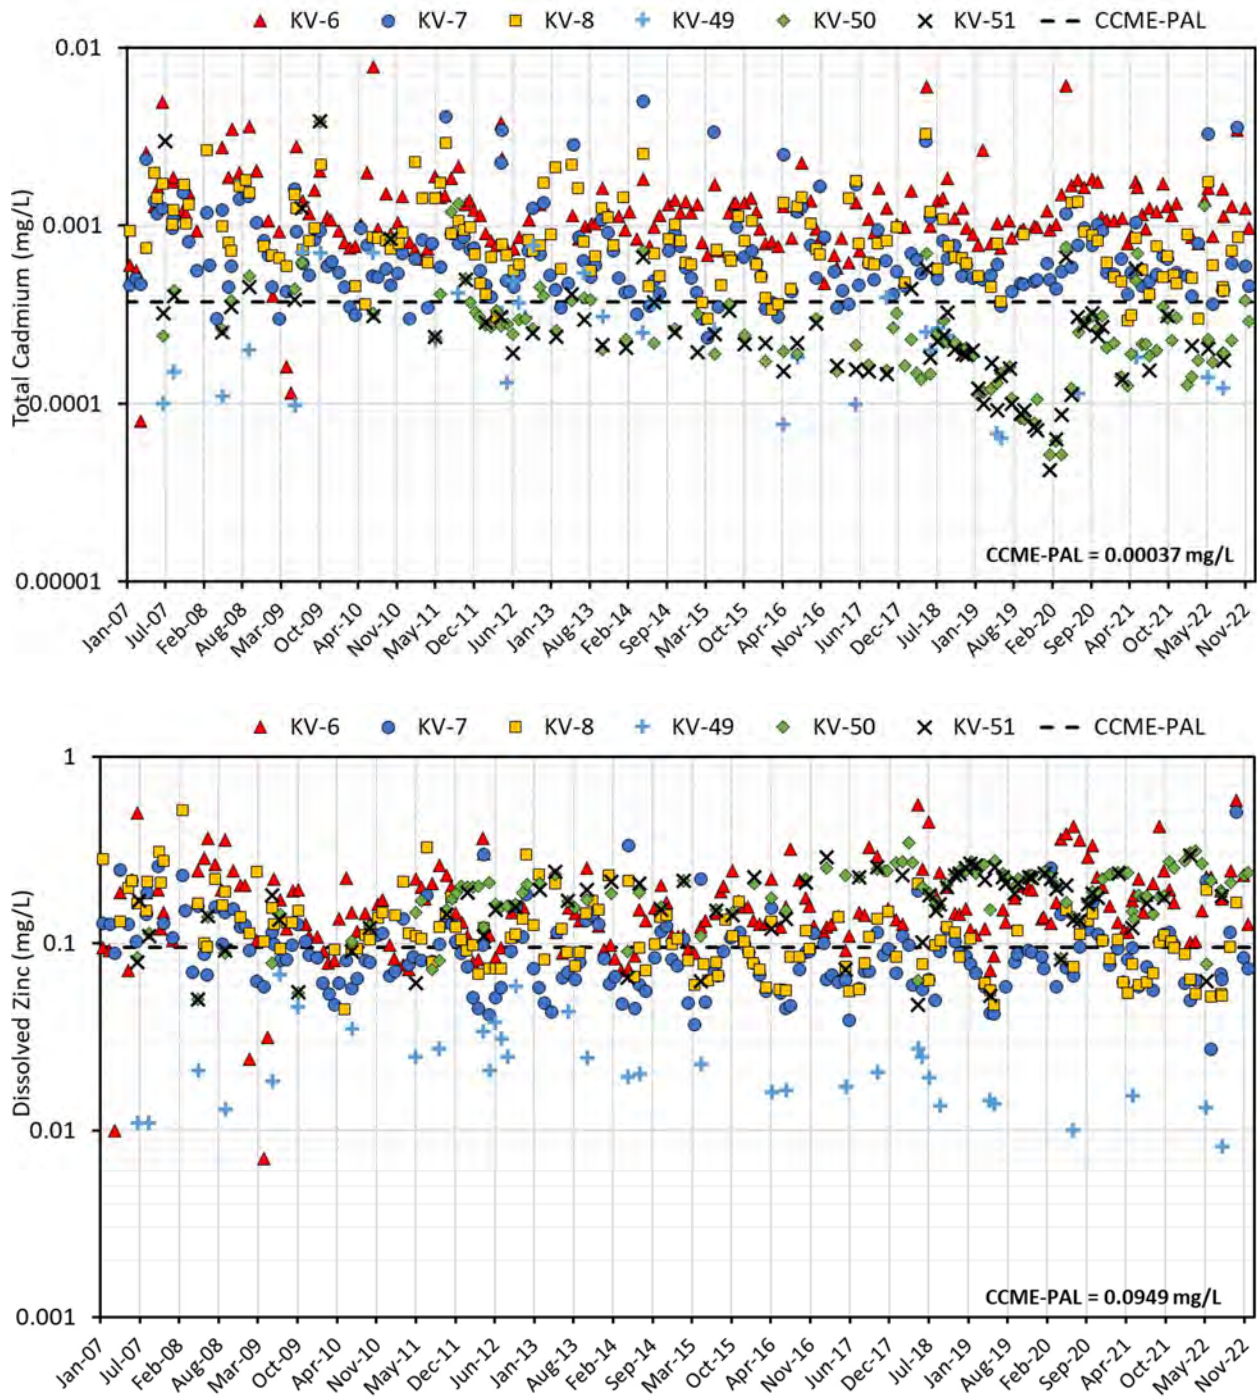 KV-6 KV-7 KV-8 KV-49 KV-50 KV-51 CCME-PAL
0.01
0.001
0.0001
0.00001
Total Cadmium (mg/L)
CCME-PAL = 0.00037 mg/L
Jan-07 Jul-07 Feb-08 Aug-08 Mar-09 Oct-09 Apr-10 Nov-10 May-11 Dec-11 Jun-12 Jan-13 Aug-13 Feb-14 Sep-14 Mar-15 Oct-15 Apr-16 Nov-16 Jun-17 Dec-17 Jul-18 Jan-19 Aug-19 Feb-20 Sep-20 Apr-21 Oct-21 May-22 Nov-22
KV-6 KV-7 KV-8 KV-49 KV-50 KV-51 CCME-PAL
1
0.1
0.01
0.001
Dissolved Zinc (mg/L)
CCME-PAL = 0.0949 mg/L
Jan-07 Jul-07 Feb-08 Aug-08 Mar-09 Oct-09 Apr-10 Nov-10 May-11 Dec-11 Jun-12 Jan-13 Aug-13 Feb-14 Sep-14 Mar-15 Oct-15 Apr-16 Nov-16 Jun-17 Dec-17 Jul-18 Jan-19 Aug-19 Feb-20 Sep-20 Apr-21 Oct-21 May-22 Nov-22